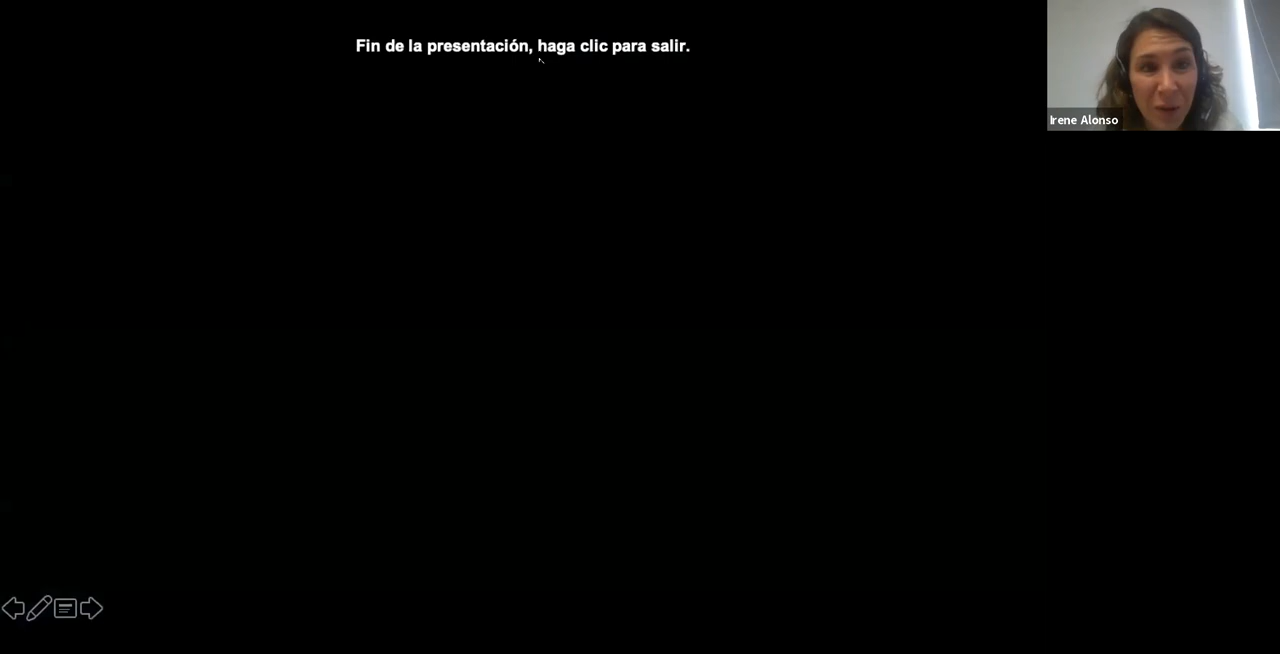 Fin de la presentación, haga clic para salir.
Irene Alonso